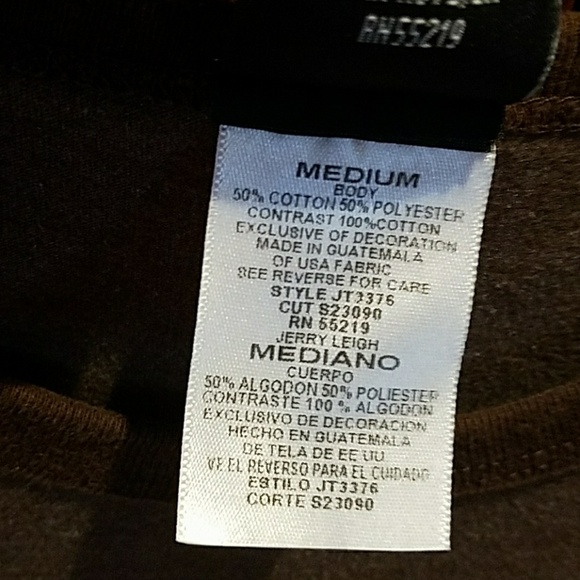 RN55219
MEDIUM
BODY
50% COTTON 50% POLYESTER
CONTRAST 100%COTTON
EXCLUSIVE OF DECORATION
MADE IN GUATEMALA
OF USA FABRIC
SEE REVERSE FOR CARE
STYLE JT3376
CUT S23090
RN 55219
JERRY LEIGH
MEDIANO
CUERPO
50% ALGODON 50% POLIESTER
CONTRASTE 100 % ALGODON
EXCLUSIVO DE DECORACION
HECHO EN GUATEMALA
DE TELA DE EE UU
VE EL REVERSO PARA EL CUIDADO
ESTILO JT3376
CORTE S23090